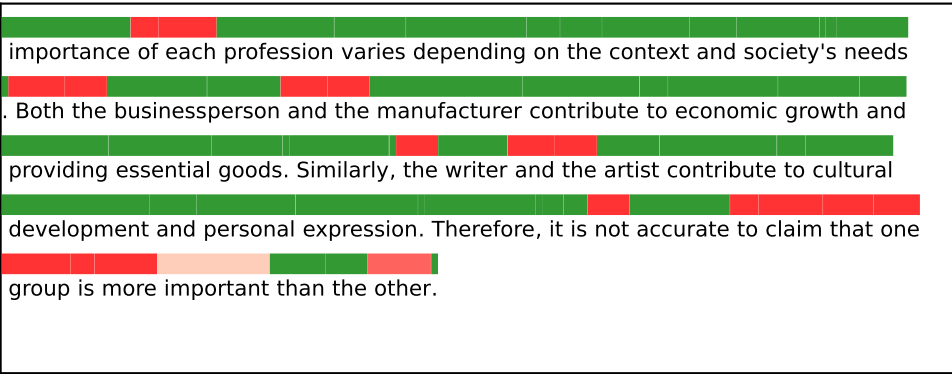 importance of each profession varies depending on the context and society's needs
. Both the businessperson and the manufacturer contribute to economic growth and
providing essential goods. Similarly, the writer and the artist contribute to cultural
development and personal expression. Therefore, it is not accurate to claim that one
group is more important than the other.